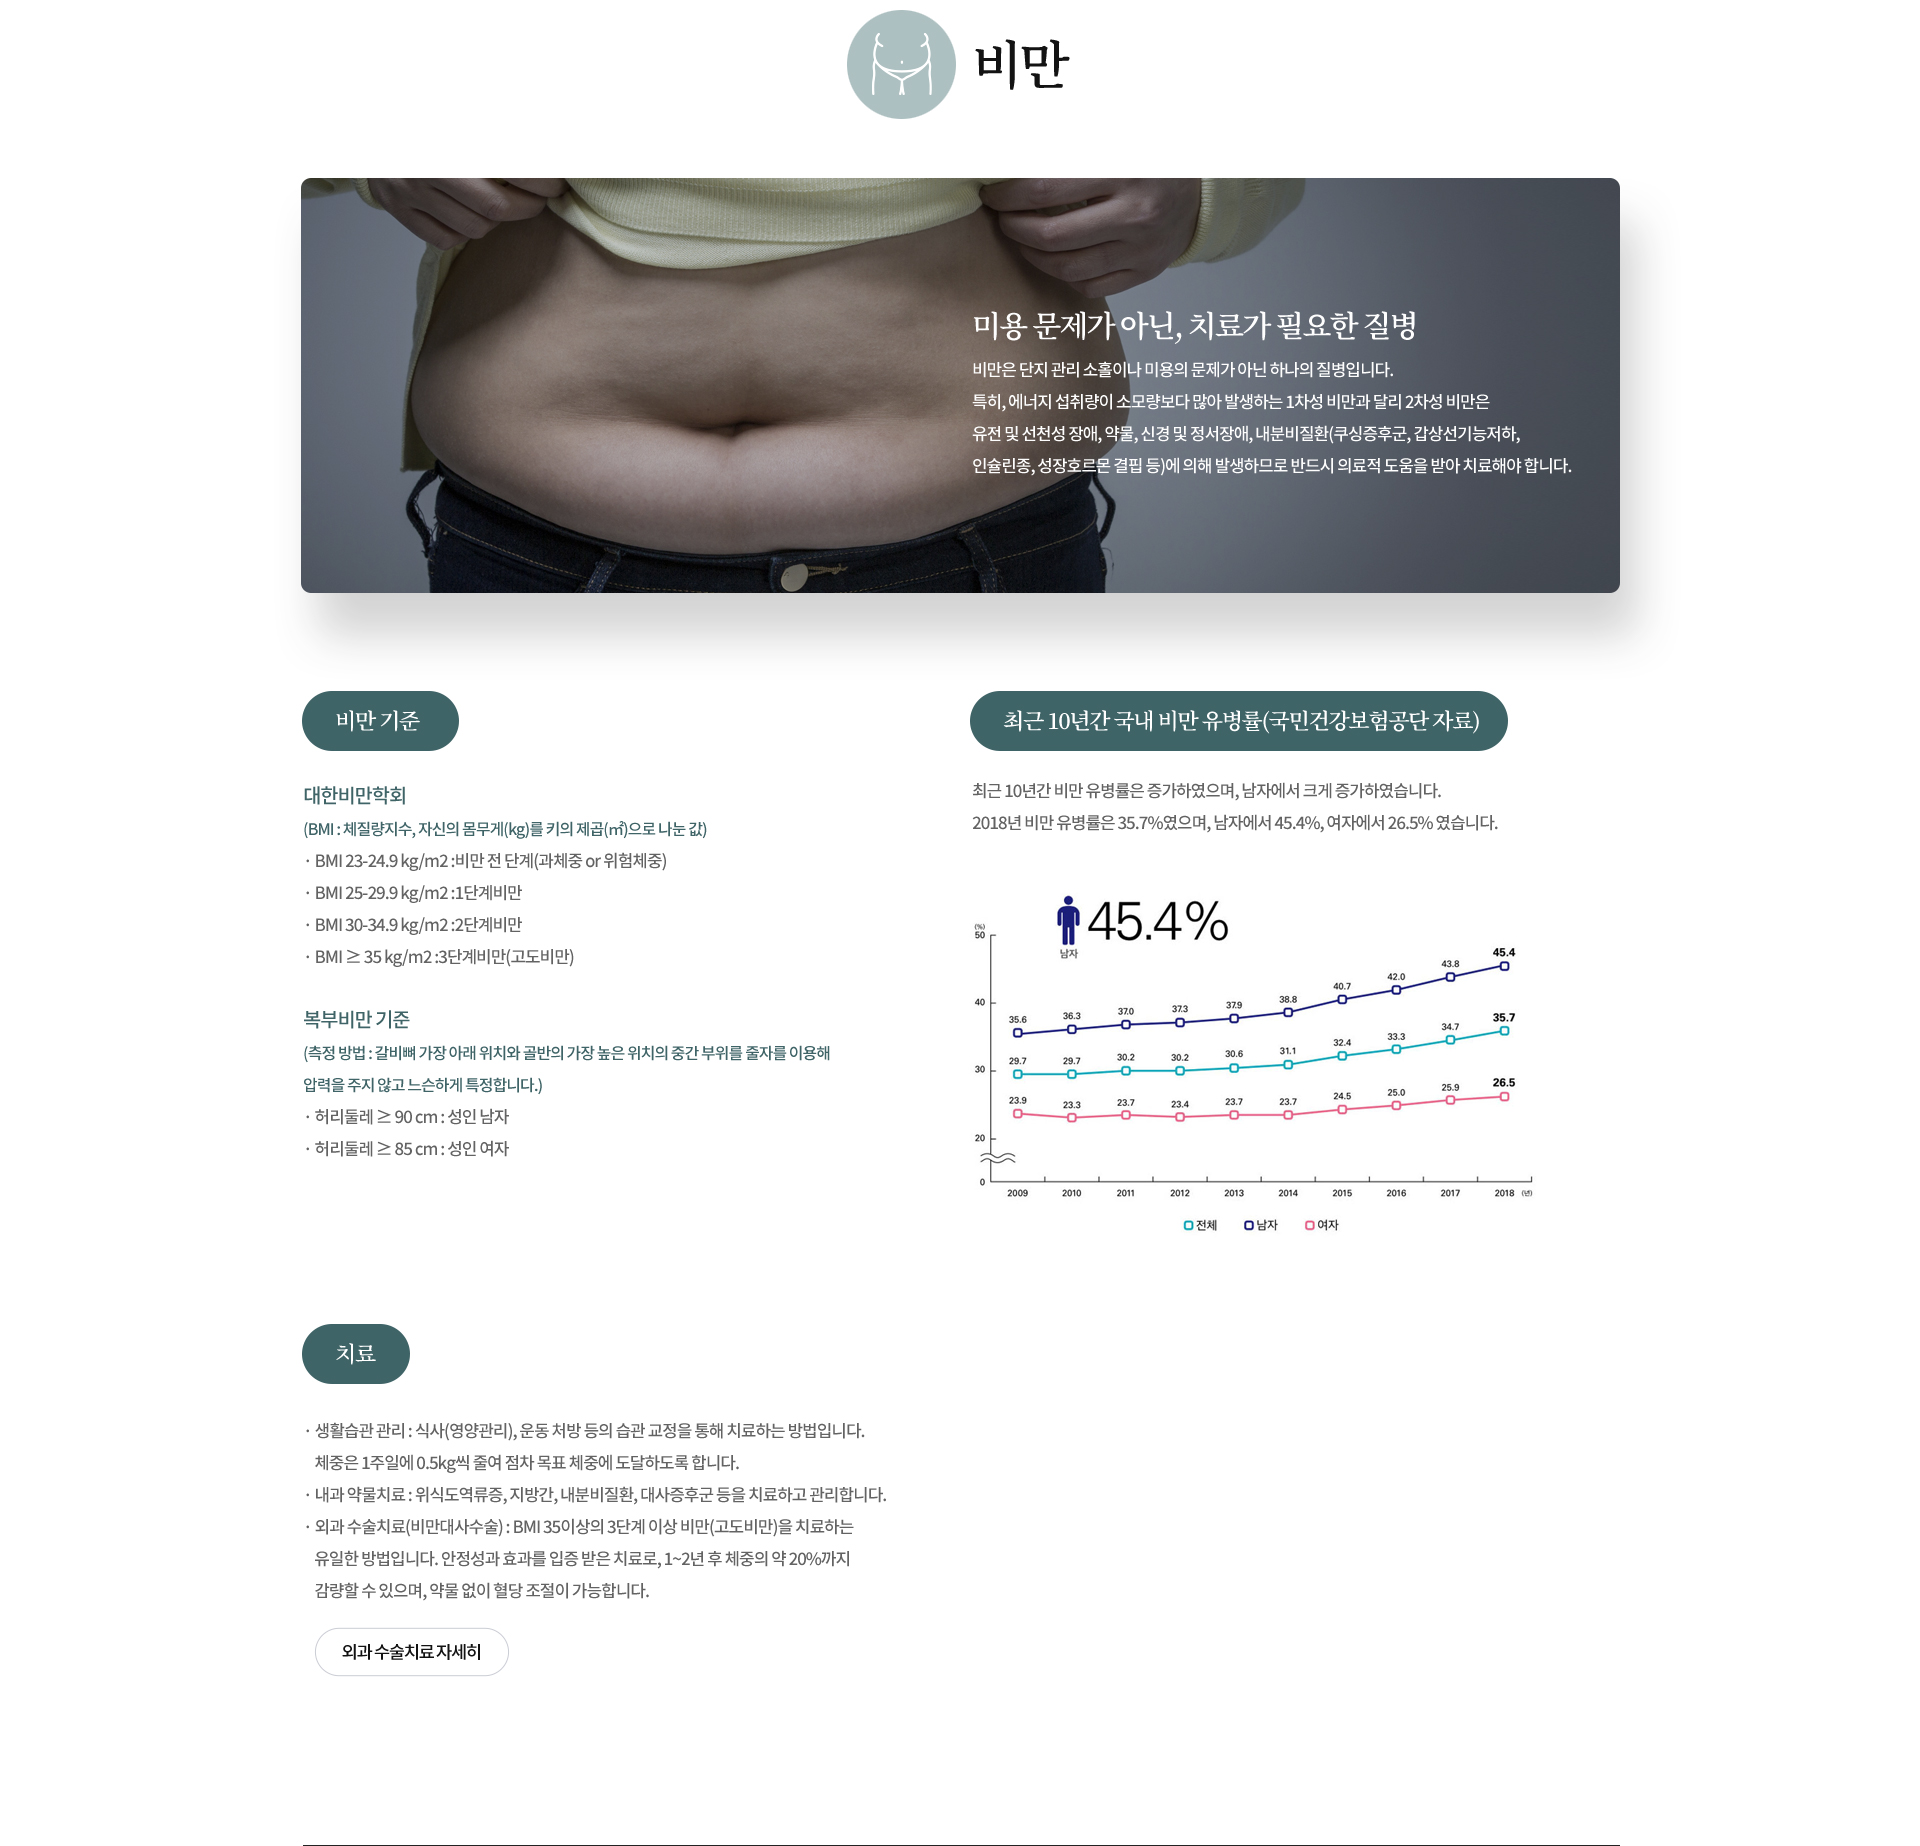 비만
미용 문제가 아닌, 치료가 필요한 질병
비만은 단지 관리 소홀이나 미용의 문제가 아닌 하나의 질병입니다.
특히, 에너지 섭취량이 소모량보다 많아 발생하는 1차성 비만과 달리 2차성 비만은
유전 및 선천성 장애, 약물, 신경 및 정서장애, 내분비질환(쿠싱증후군, 갑상선기능저하,
인슐린종, 성장호르몬 결핍 등)에 의해 발생하므로 반드시 의료적 도움을 받아 치료해야 합니다.
비만 기준
대한비만학회
(BMI : 체질량지수, 자신의 몸무게(kg)를 키의 제곱(㎡)으로 나눈 값)
· BMI 23-24.9 kg/m2 :비만 전 단계(과체중 or 위험체중)
· BMI 25-29.9 kg/m2 :1단계비만
· BMI 30-34.9 kg/m2 :2단계비만
· BMI ≥ 35 kg/m2 :3단계비만(고도비만)
복부비만 기준
(측정 방법 : 갈비뼈 가장 아래 위치와 골반의 가장 높은 위치의 중간 부위를 줄자를 이용해
압력을 주지 않고 느슨하게 특정합니다.)
· 허리둘레 ≥ 90 cm : 성인 남자
· 허리둘레 ≥ 85 cm : 성인 여자
최근 10년간 국내 비만 유병률(국민건강보험공단 자료)
최근 10년간 비만 유병률은 증가하였으며, 남자에서 크게 증가하였습니다.
2018년 비만 유병률은 35.7%였으며, 남자에서 45.4%, 여자에서 26.5% 였습니다.
45.4%
남자
(%)
50
40
30
20
0
35.6 36.3 37.0 37.3 37.9 38.8 40.7 42.0 43.8 45.4
29.7 29.7 30.2 30.2 30.6 31.1 32.4 33.3 34.7 35.7
23.9 23.3 23.7 23.4 23.7 23.7 24.5 25.0 25.9 26.5
2009 2010 2011 2012 2013 2014 2015 2016 2017 2018 (년)
전체 남자 여자
치료
· 생활습관 관리 : 식사(영양관리), 운동 처방 등의 습관 교정을 통해 치료하는 방법입니다.
체중은 1주일에 0.5kg씩 줄여 점차 목표 체중에 도달하도록 합니다.
· 내과 약물치료 : 위식도역류증, 지방간, 내분비질환, 대사증후군 등을 치료하고 관리합니다.
· 외과 수술치료(비만대사수술) : BMI 35이상의 3단계 이상 비만(고도비만)을 치료하는
유일한 방법입니다. 안정성과 효과를 입증 받은 치료로, 1~2년 후 체중의 약 20%까지
감량할 수 있으며, 약물 없이 혈당 조절이 가능합니다.
외과 수술치료 자세히